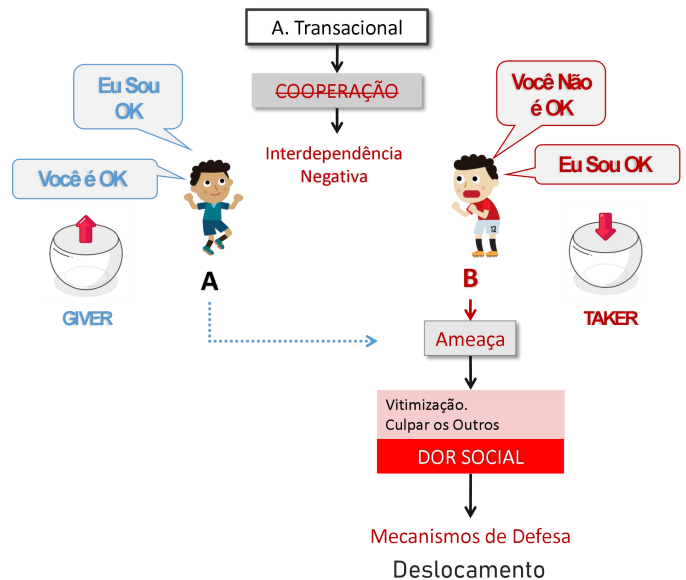 A. Transacional
COOPERAÇÃO
Interdependência
Negativa
Eu Sou
OK
Você é OK
Você Não
é OK
Eu Sou OK
12
A
B
GIVER
TAKER
Ameaça
Vitimização.
Culpar os Outros
DOR SOCIAL
Mecanismos de Defesa
Deslocamento